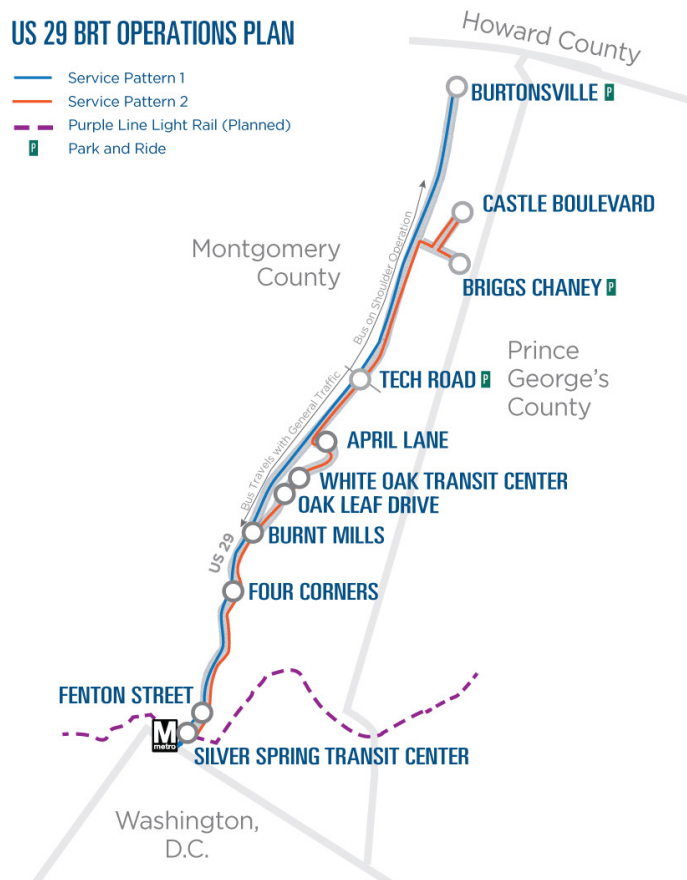 US 29 BRT OPERATIONS PLAN
Service Pattern 1
Service Pattern 2
Purple Line Light Rail (Planned)
P
Park and Ride
Howard County
BURTONSVILLE P
CASTLE BOULEVARD
Montgomery
County
Bus on Shoulder Operation
BRIGGS CHANEY P
Prince
George's
County
TECH ROAD P
Bus Travels with General Traffic
APRIL LANE
WHITE OAK TRANSIT CENTER
OAK LEAF DRIVE
BURNT MILLS
US 29
FOUR CORNERS
FENTON STREET
M
metro
SILVER SPRING TRANSIT CENTER
Washington,
D.C.